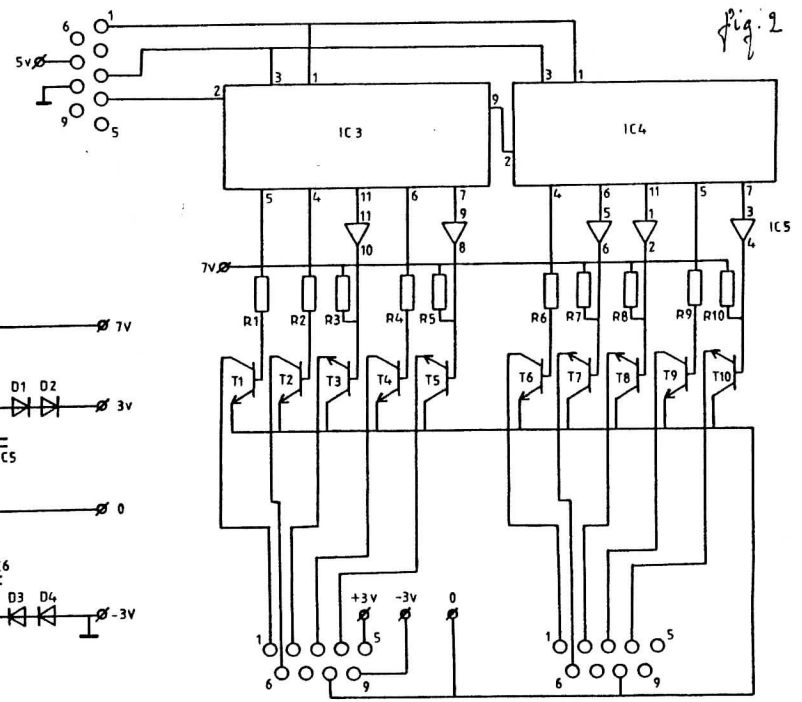 fig. 2
6 1
5v
9 5
3 1 3 1
2 IC 3 9 2 IC4
5 4 11 6 7 4 6 11 5 7
11 9 5 1 3 IC5
10 8 6 2 4
7V
R1 R2 R3 R4 R5 R6 R7 R8 R9 R10
7V
T1 T2 T3 T4 T5 T6 T7 T8 T9 T10
D1 D2 3v
C5
0
6
D3 D4 -3V
+3v -3v 0
1 5 1 5
6 9 6 9